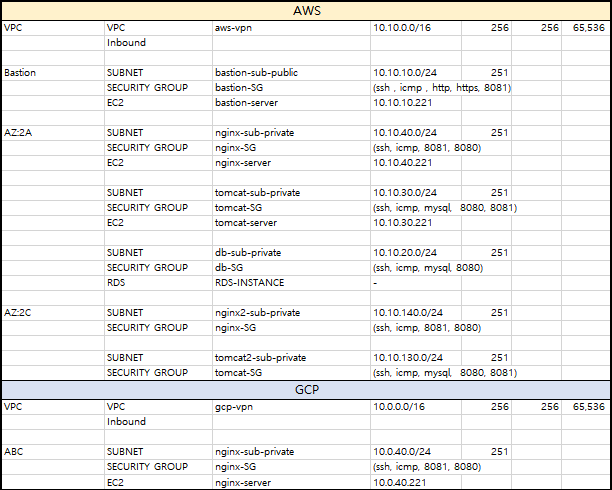 AWS
VPC VPC aws-vpn 10.10.0.0/16 256 256 65,536
Inbound
Bastion SUBNET bastion-sub-public 10.10.10.0/24 251
SECURITY GROUP bastion-SG (ssh , icmp , http, https, 8081)
EC2 bastion-server 10.10.10.221
AZ:2A SUBNET nginx-sub-private 10.10.40.0/24 251
SECURITY GROUP nginx-SG (ssh, icmp, 8081, 8080)
EC2 nginx-server 10.10.40.221
SUBNET tomcat-sub-private 10.10.30.0/24 251
SECURITY GROUP tomcat-SG (ssh, icmp, mysql, 8080, 8081)
EC2 tomcat-server 10.10.30.221
SUBNET db-sub-private 10.10.20.0/24 251
SECURITY GROUP db-SG (ssh, icmp, mysql, 8080)
RDS RDS-INSTANCE -
AZ:2C SUBNET nginx2-sub-private 10.10.140.0/24 251
SECURITY GROUP nginx-SG (ssh, icmp, 8081, 8080)
SUBNET tomcat2-sub-private 10.10.130.0/24 251
SECURITY GROUP tomcat-SG (ssh, icmp, mysql, 8080, 8081)
GCP
VPC VPC gcp-vpn 10.0.0.0/16 256 256 65,536
Inbound
ABC SUBNET nginx-sub-private 10.0.40.0/24 251
SECURITY GROUP nginx-SG (ssh, icmp, 8081, 8080)
EC2 nginx-server 10.0.40.221